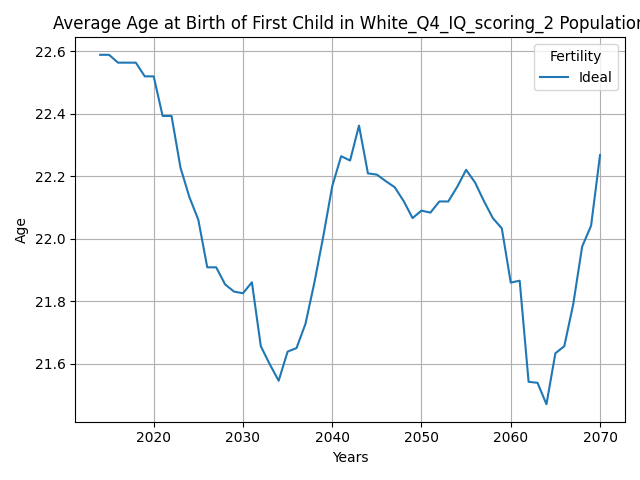 Average Age at Birth of First Child in White_Q4_IQ_scoring_2 Population
Fertility
Ideal
22.6
22.4
22.2
22.0
21.8
21.6
Age
2020
2030
2040
2050
2060
2070
Years